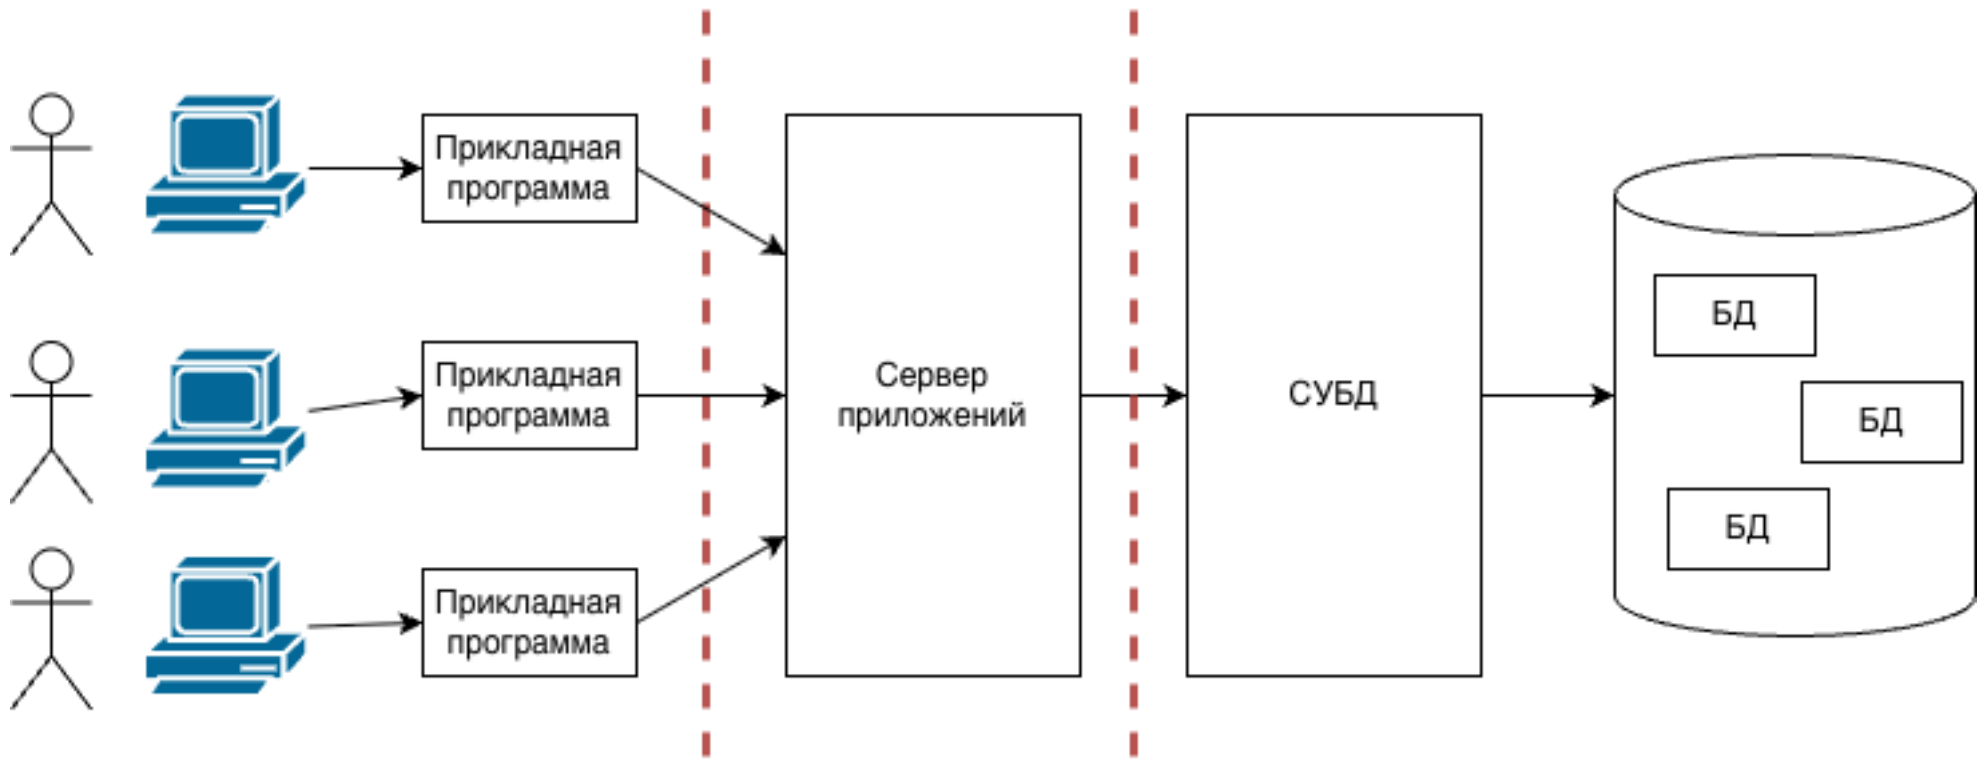 Прикладная
программа
Прикладная
программа
Прикладная
программа
Сервер
приложений
СУБД
БД
БД
БД